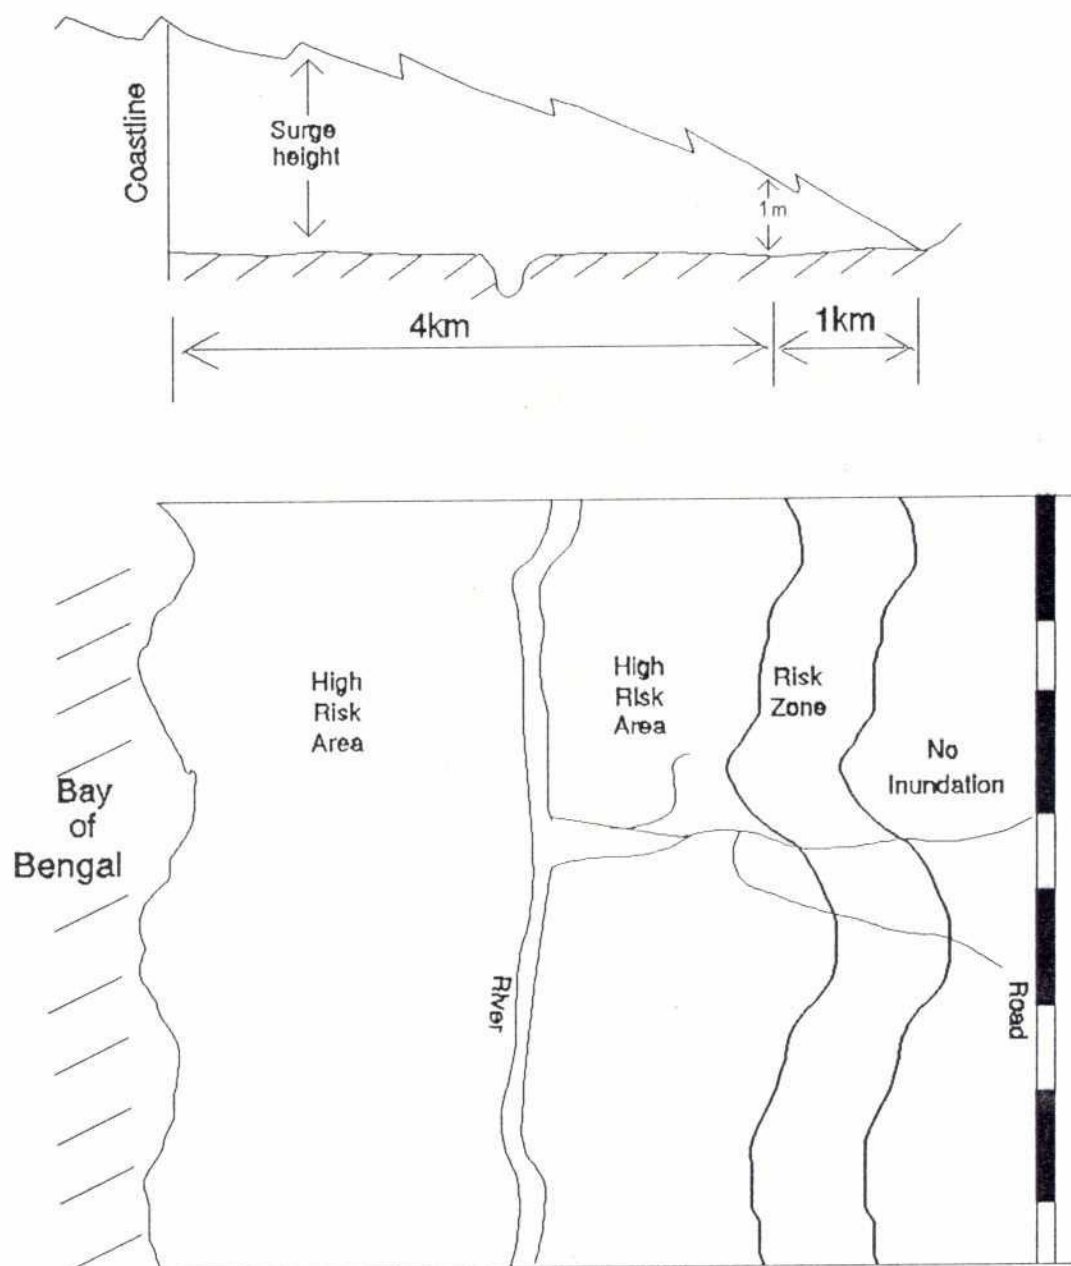 Coastline
Surge
height
1m
4km
1km
High
Risk
Area
High
Risk
Area
Risk
Zone
No
Inundation
Bay
of
Bengal
River
Road